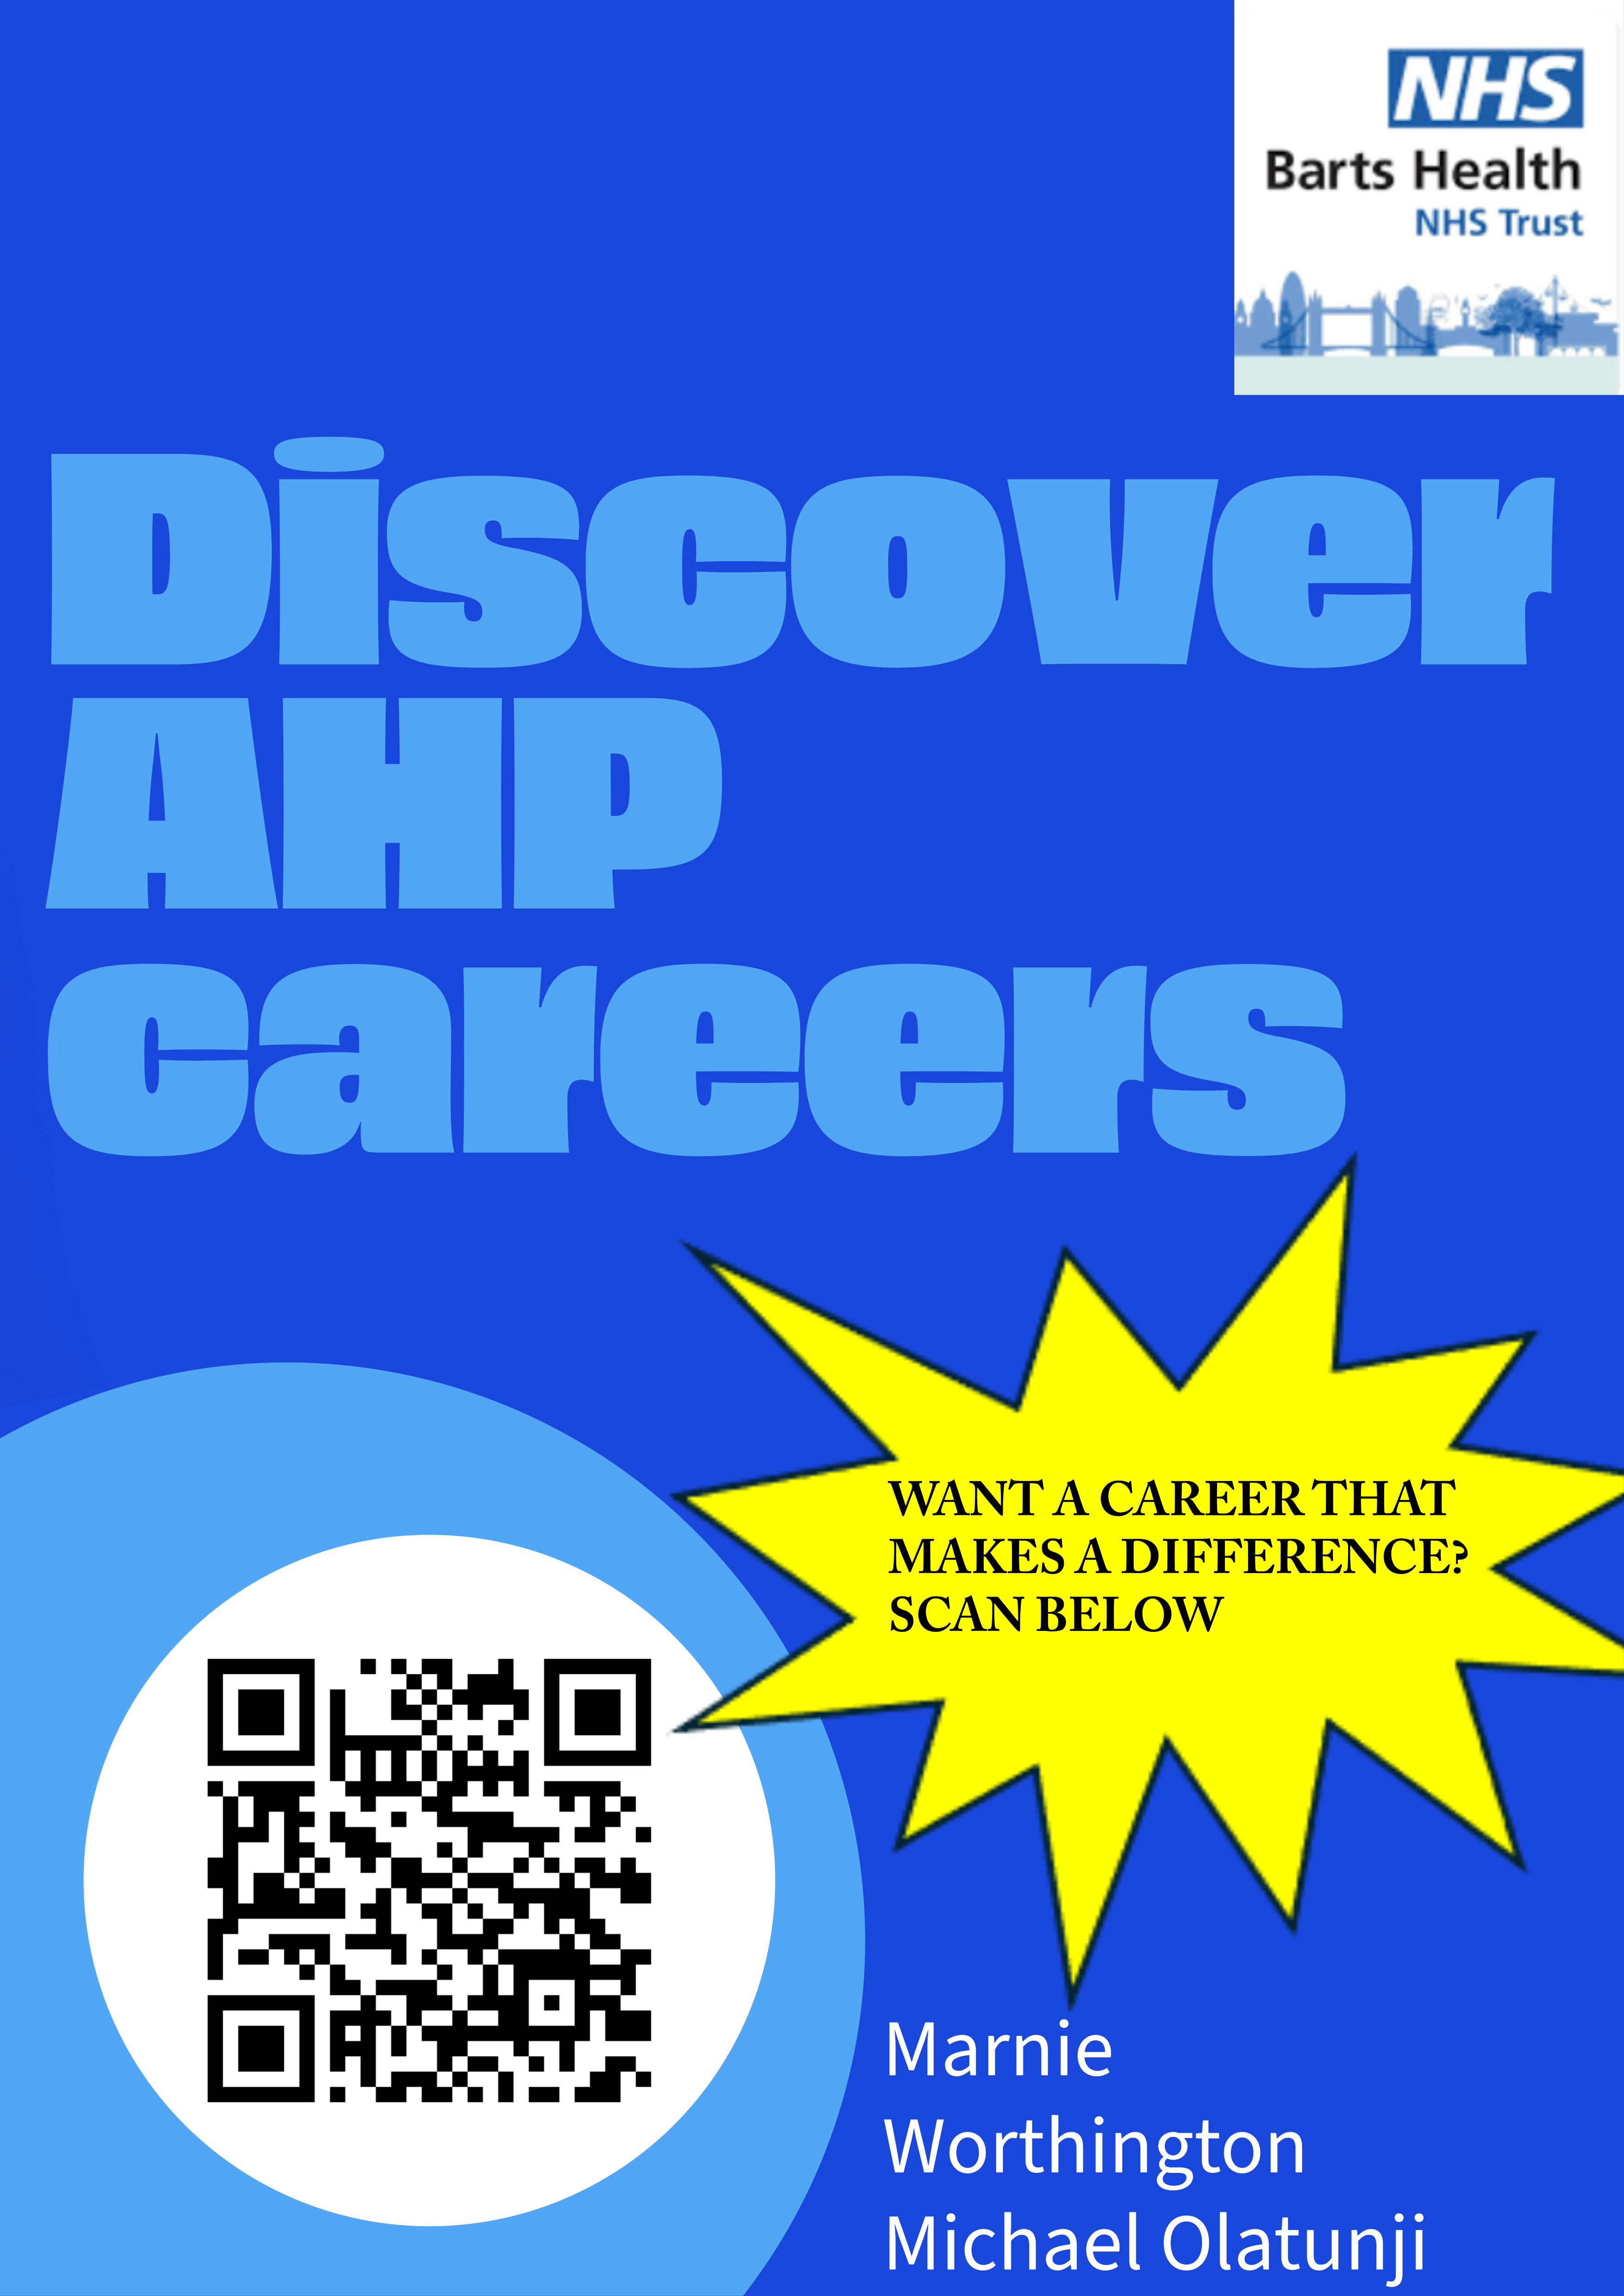 NHS
Barts Health
NHS Trust
Discover
AHP
careers
WANT A CAREER THAT
MAKES A DIFFERENCE?
SCAN BELOW
Marnie
Worthington
Michael Olatunji